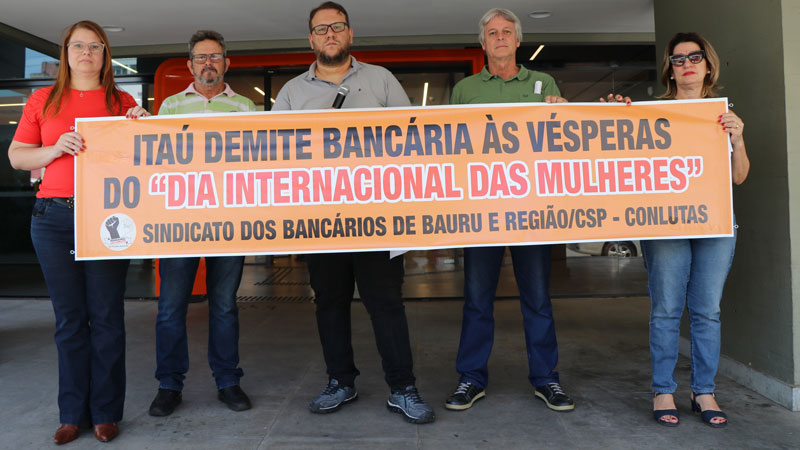 ITAÚ DEMITE BANCÁRIA ÀS VÉSPERAS
DO “DIA INTERNACIONAL DAS MULHERES”
SINDICATO DOS BANCÁRIOS DE BAURU E REGIÃO/CSP - CONLUTAS